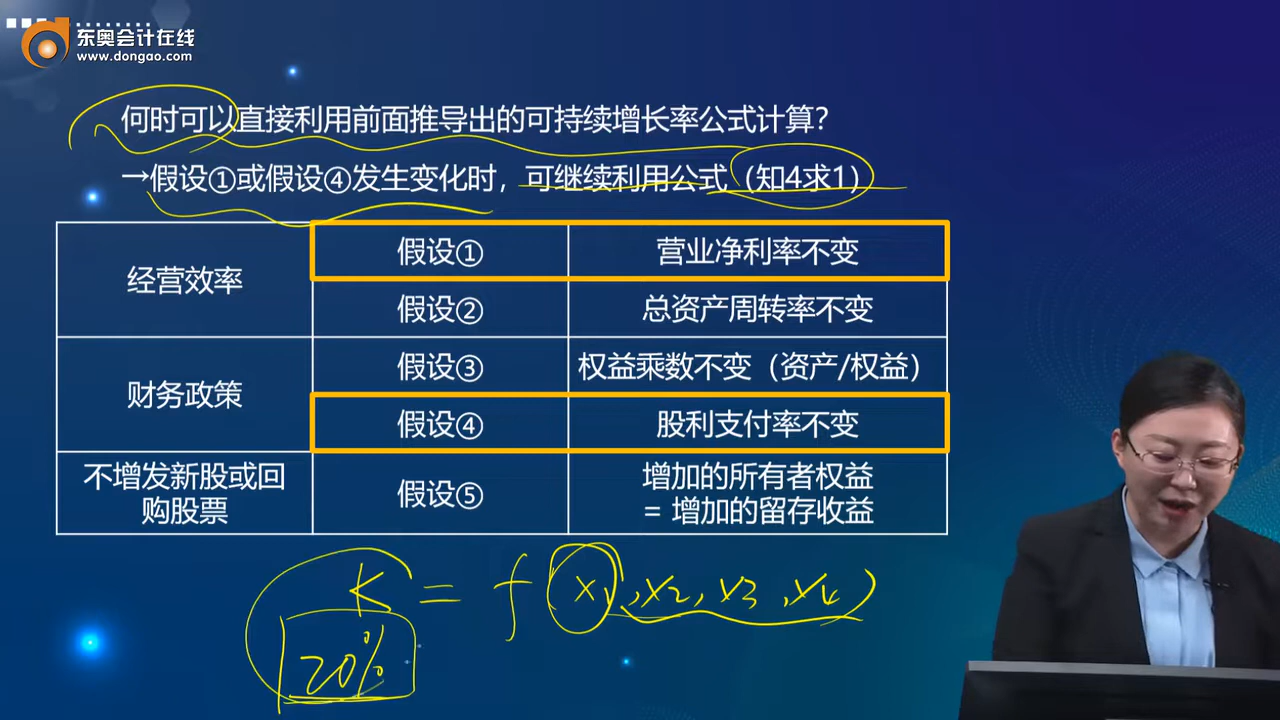 东奥会计在线
www.dongao.com
何时可以直接利用前面推导出的可持续增长率公式计算？
→假设①或假设④发生变化时，可继续利用公式（知4求1）
经营效率
假设①
营业净利率不变
假设②
总资产周转率不变
财务政策
假设③
权益乘数不变（资产/权益）
假设④
股利支付率不变
不增发新股或回
购股票
假设⑤
增加的所有者权益
= 增加的留存收益
K = f(x1,x2,x3,x4)
20%